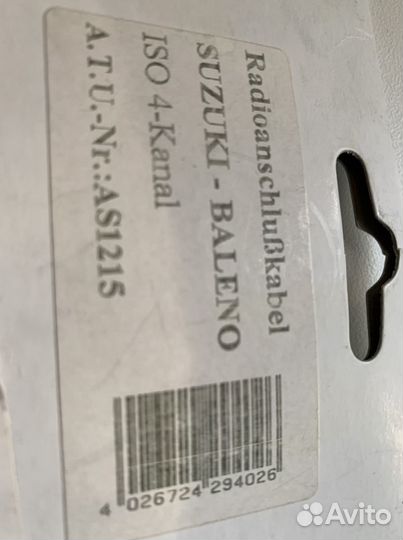 Radioanschlußkabel
SUZUKI - BALENO
ISO 4-Kanal
A.T.U.-Nr.:AS1215
4 026724 294026
Avito